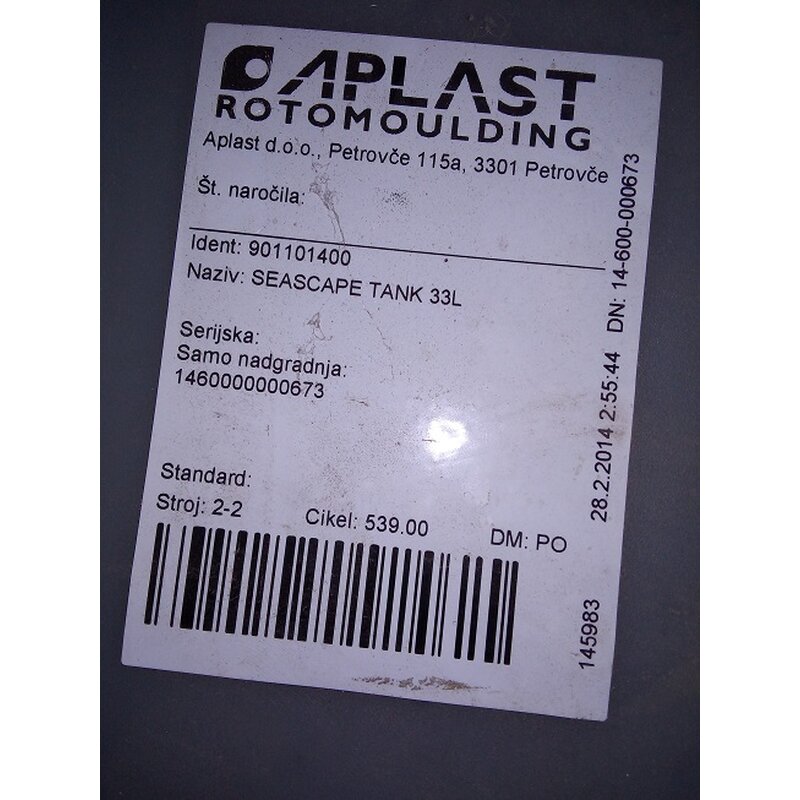 APLAST
ROTOMOULDING
Aplast d.o.o., Petrovče 115a, 3301 Petrovče
Št. naročila:
Ident: 901101400
Naziv: SEASCAPE TANK 33L
Serijska:
Samo nadgradnja:
1460000000673
Standard:
Stroj: 2-2
Cikel: 539.00
DM: PO
28.2.2014 2:55:44 DN: 14-600-000673
145983